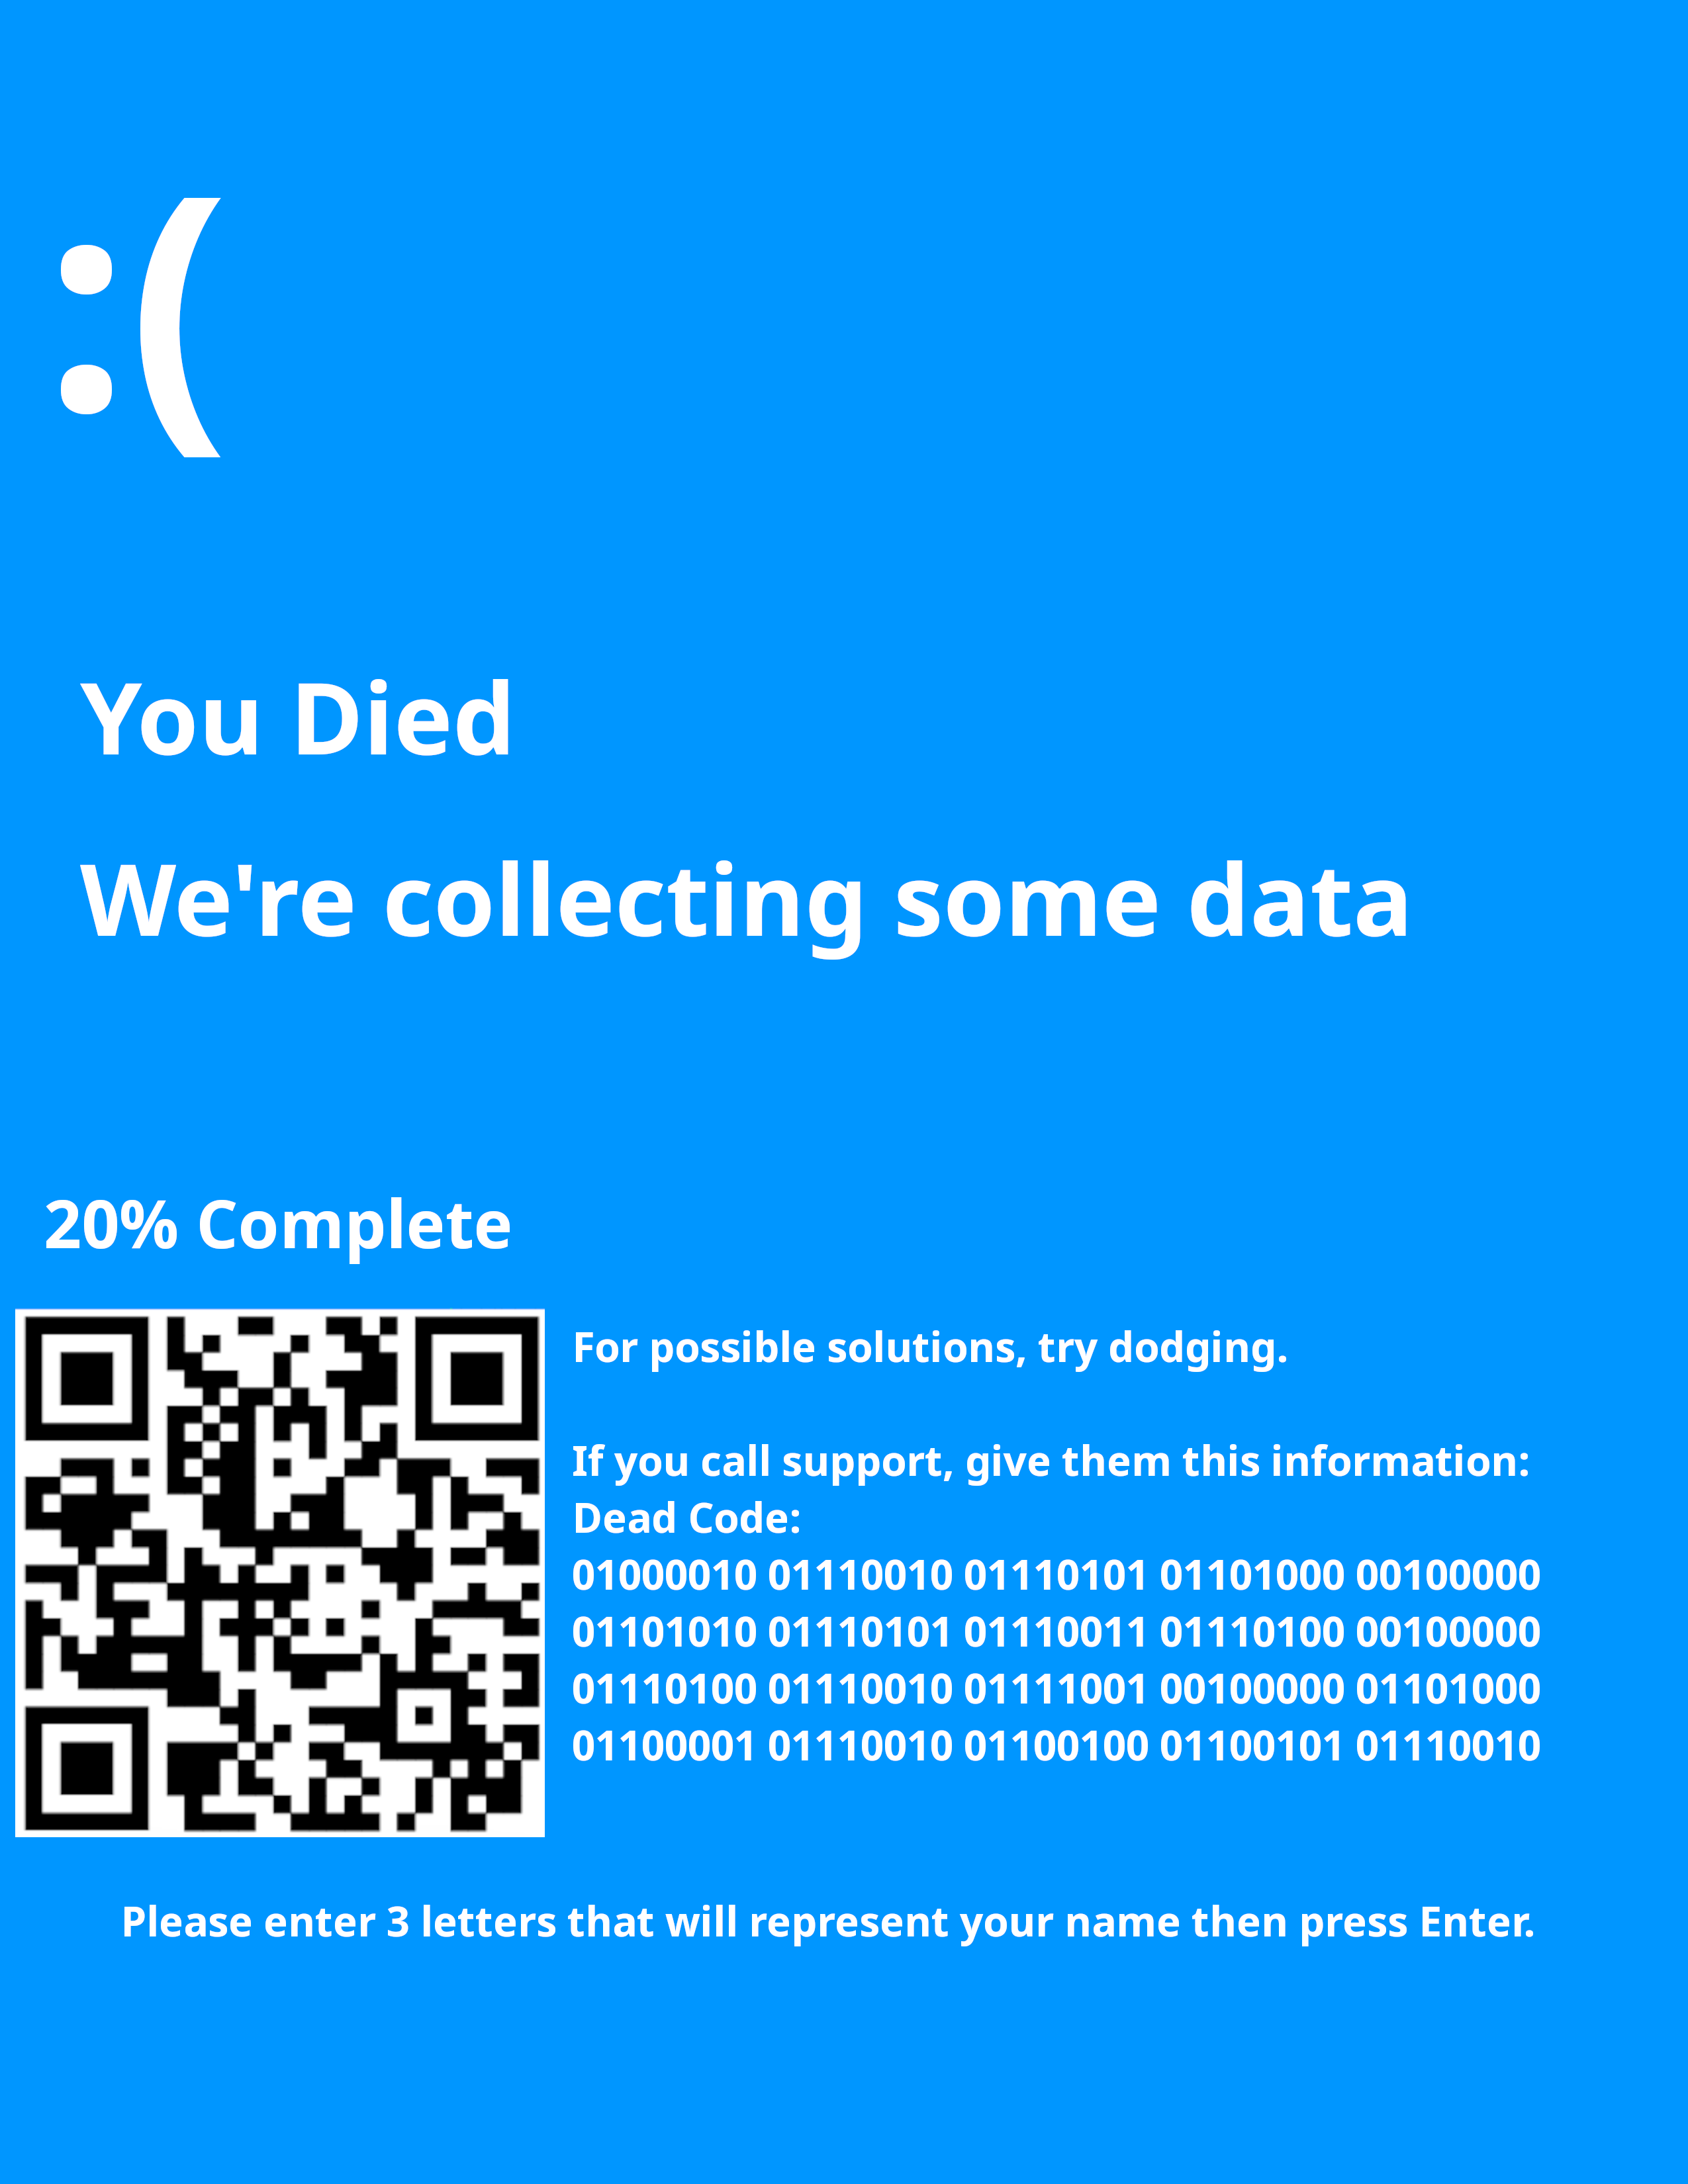 :(
You Died
We're collecting some data
20% Complete
For possible solutions, try dodging.
If you call support, give them this information:
Dead Code:
01000010 01110010 01110101 01101000 00100000
01101010 01110101 01110011 01110100 00100000
01110100 01110010 01111001 00100000 01101000
01100001 01110010 01100100 01100101 01110010
Please enter 3 letters that will represent your name then press Enter.